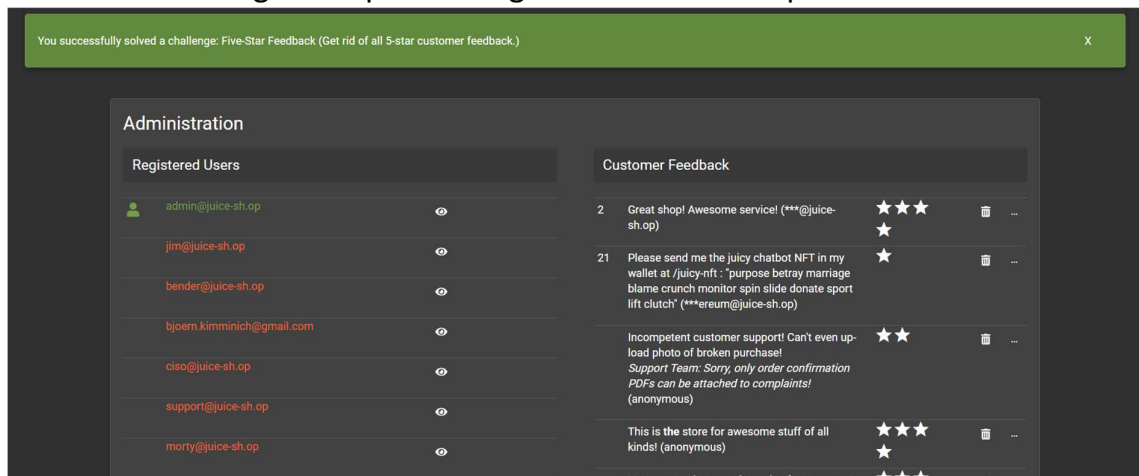 You successfully solved a challenge: Five-Star Feedback (Get rid of all 5-star customer feedback.)
X
Administration
Registered Users
admin@juice-sh.op
jim@juice-sh.op
bender@juice-sh.op
bjoern.kimminich@gmail.com
ciso@juice-sh.op
support@juice-sh.op
morty@juice-sh.op
Customer Feedback
2 Great shop! Awesome service! (***@juice-
sh.op)
...
21 Please send me the juicy chatbot NFT in my
wallet at /juicy-nft : "purpose betray marriage
blame crunch monitor spin slide donate sport
lift clutch" (***ereum@juice-sh.op)
...
Incompetent customer support! Can't even up-
load photo of broken purchase!
Support Team: Sorry, only order confirmation
PDFs can be attached to complaints!
(anonymous)
...
This is the store for awesome stuff of all
kinds! (anonymous)
...